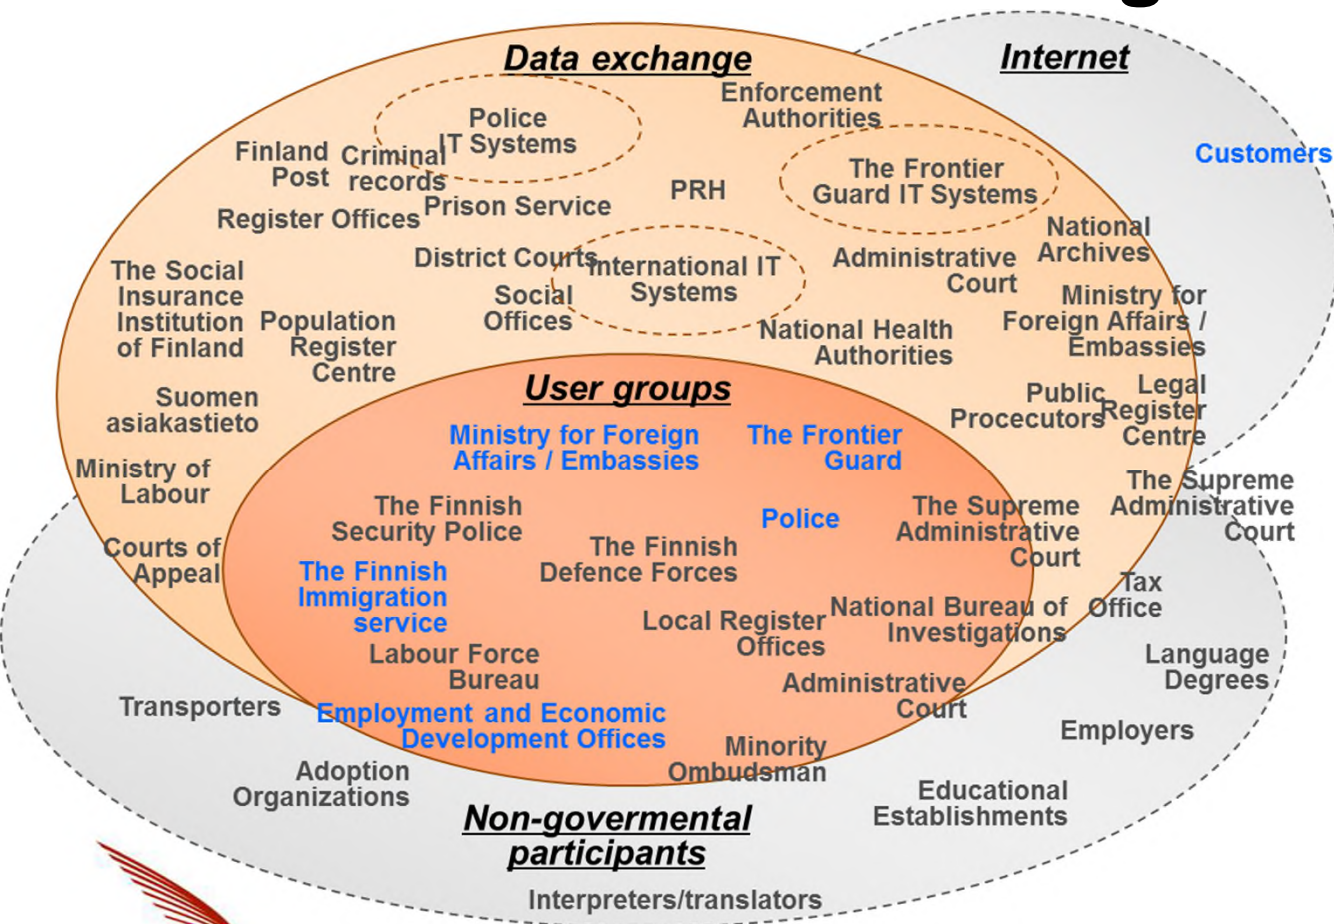 Data exchange
Internet
Enforcement
Authorities
Police
IT Systems
Customers
Finland
Post
Criminal
records
The Frontier
Guard IT Systems
PRH
Prison Service
Register Offices
National
Archives
District Courts
International IT
Systems
Administrative
Court
The Social
Insurance
Institution
of Finland
Social
Offices
Ministry for
Foreign Affairs /
Embassies
Population
Register
Centre
National Health
Authorities
Suomen
asiakastieto
User groups
Public
Procecutors
Legal
Register
Centre
Ministry for Foreign
Affairs / Embassies
The Frontier
Guard
Ministry of
Labour
The Supreme
Administrative
Court
The Finnish
Security Police
Police
The Supreme
Administrative
Court
Courts of
Appeal
The Finnish
Defence Forces
The Finnish
Immigration
service
Tax
Office
Local Register
Offices
National Bureau of
Investigations
Labour Force
Bureau
Language
Degrees
Administrative
Court
Transporters
Employment and Economic
Development Offices
Employers
Minority
Ombudsman
Adoption
Organizations
Educational
Establishments
Non-govermental
participants
Interpreters/translators